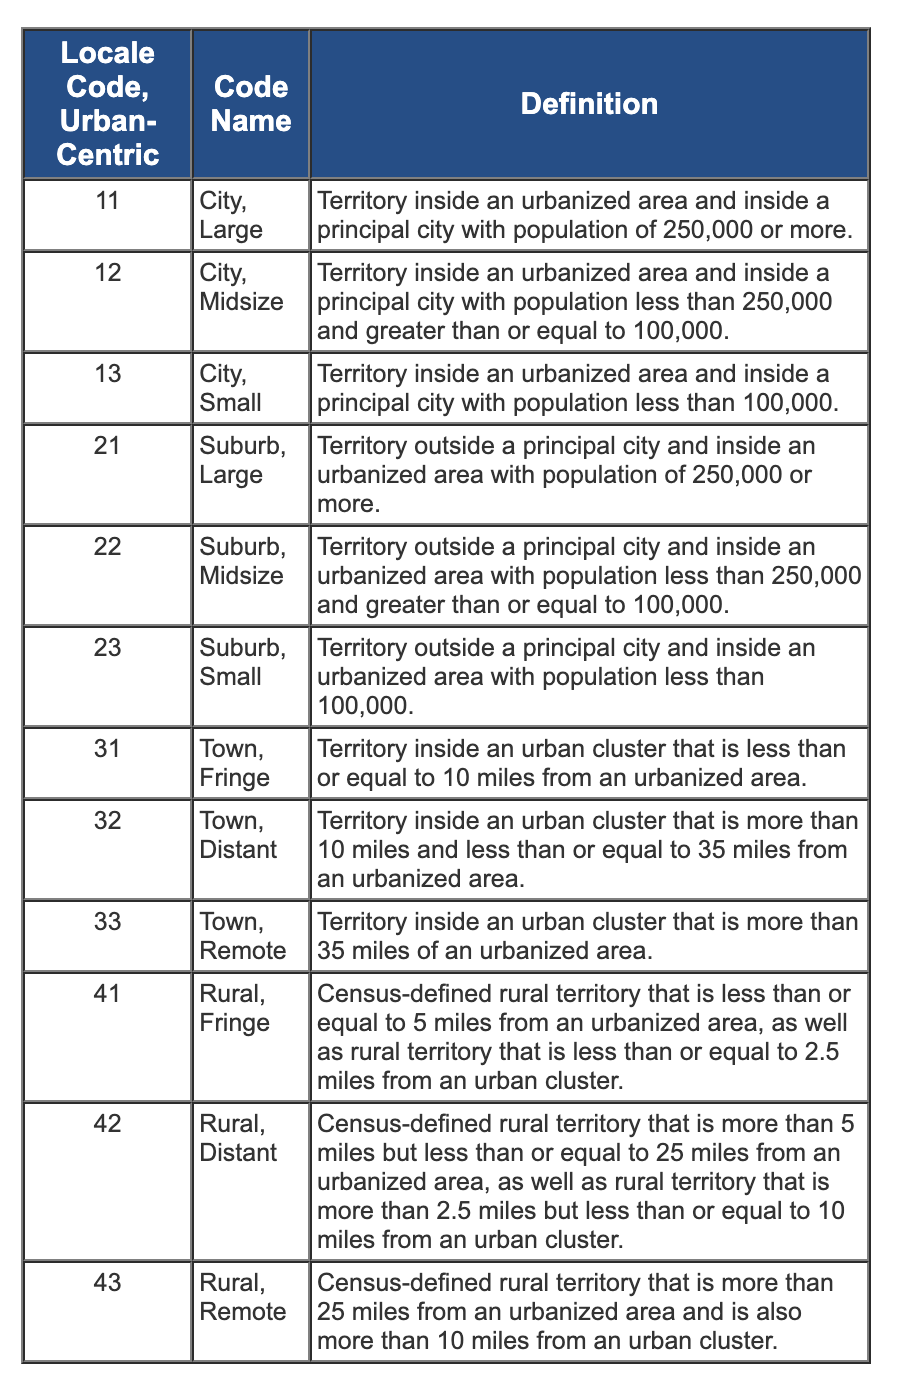 Locale
Code,
Urban-
Centric
Code
Name
Definition
11
City,
Large
Territory inside an urbanized area and inside a
principal city with population of 250,000 or more.
12
City,
Midsize
Territory inside an urbanized area and inside a
principal city with population less than 250,000
and greater than or equal to 100,000.
13
City,
Small
Territory inside an urbanized area and inside a
principal city with population less than 100,000.
21
Suburb,
Large
Territory outside a principal city and inside an
urbanized area with population of 250,000 or
more.
22
Suburb,
Midsize
Territory outside a principal city and inside an
urbanized area with population less than 250,000
and greater than or equal to 100,000.
23
Suburb,
Small
Territory outside a principal city and inside an
urbanized area with population less than
100,000.
31
Town,
Fringe
Territory inside an urban cluster that is less than
or equal to 10 miles from an urbanized area.
32
Town,
Distant
Territory inside an urban cluster that is more than
10 miles and less than or equal to 35 miles from
an urbanized area.
33
Town,
Remote
Territory inside an urban cluster that is more than
35 miles of an urbanized area.
41
Rural,
Fringe
Census-defined rural territory that is less than or
equal to 5 miles from an urbanized area, as well
as rural territory that is less than or equal to 2.5
miles from an urban cluster.
42
Rural,
Distant
Census-defined rural territory that is more than 5
miles but less than or equal to 25 miles from an
urbanized area, as well as rural territory that is
more than 2.5 miles but less than or equal to 10
miles from an urban cluster.
43
Rural,
Remote
Census-defined rural territory that is more than
25 miles from an urbanized area and is also
more than 10 miles from an urban cluster.